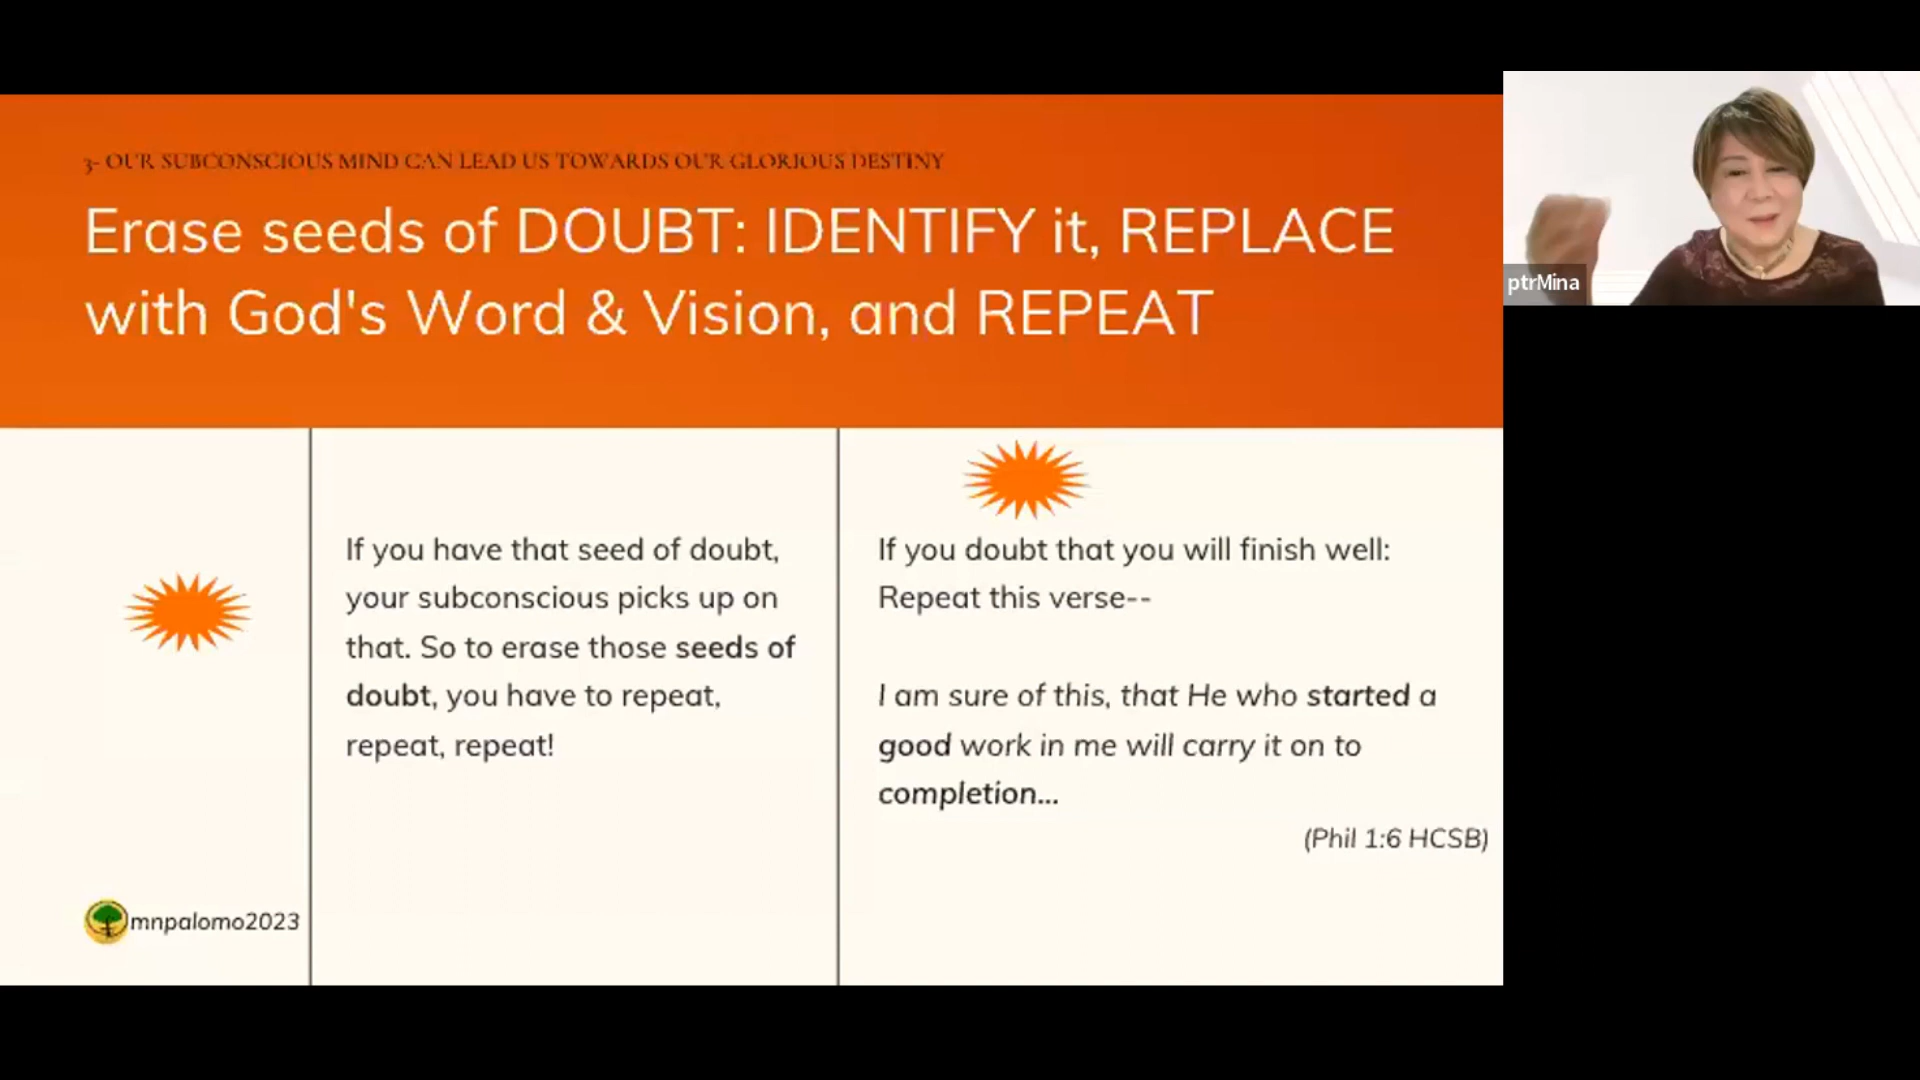 3- OUR SUBCONSCIOUS MIND CAN LEAD US TOWARDS OUR GLORIOUS DESTINY
Erase seeds of DOUBT: IDENTIFY it, REPLACE
with God's Word & Vision, and REPEAT
ptrMina
If you have that seed of doubt,
your subconscious picks up on
that. So to erase those seeds of
doubt, you have to repeat,
repeat, repeat!
If you doubt that you will finish well:
Repeat this verse--
I am sure of this, that He who started a
good work in me will carry it on to
completion...
(Phil 1:6 HCSB)
mnpalomo2023